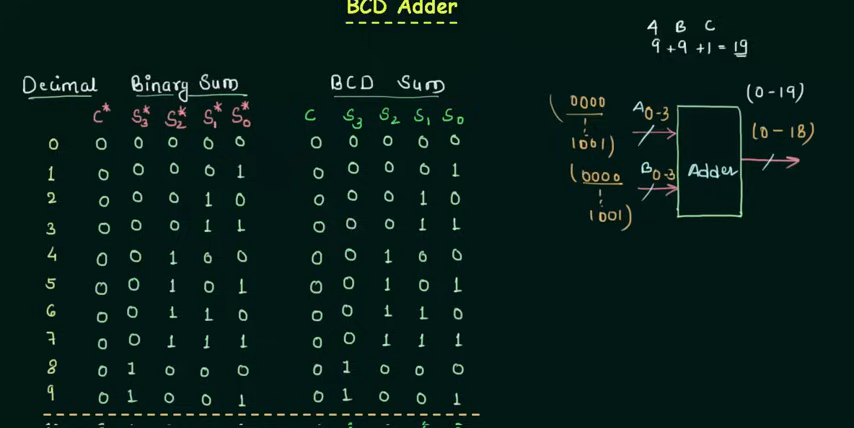 BCD Adder
Decimal Binary Sum BCD Sum
C* S3* S2* S1* S0* C S3 S2 S1 S0
0 0 0 0 0 0 0 0 0 0 0
1 0 0 0 0 1 0 0 0 0 1
2 0 0 0 1 0 0 0 0 1 0
3 0 0 0 1 1 0 0 0 1 1
4 0 0 1 0 0 0 0 1 0 0
5 0 0 1 0 1 0 0 1 0 1
6 0 0 1 1 0 0 0 1 1 0
7 0 0 1 1 1 0 0 1 1 1
8 0 1 0 0 0 0 1 0 0 0
9 0 1 0 0 1 0 1 0 0 1
A B C
9 + 9 + 1 = 19
(0000
1001)
A0-3
(0000
1001)
B0-3
Adder
(0-19)
(0-18)